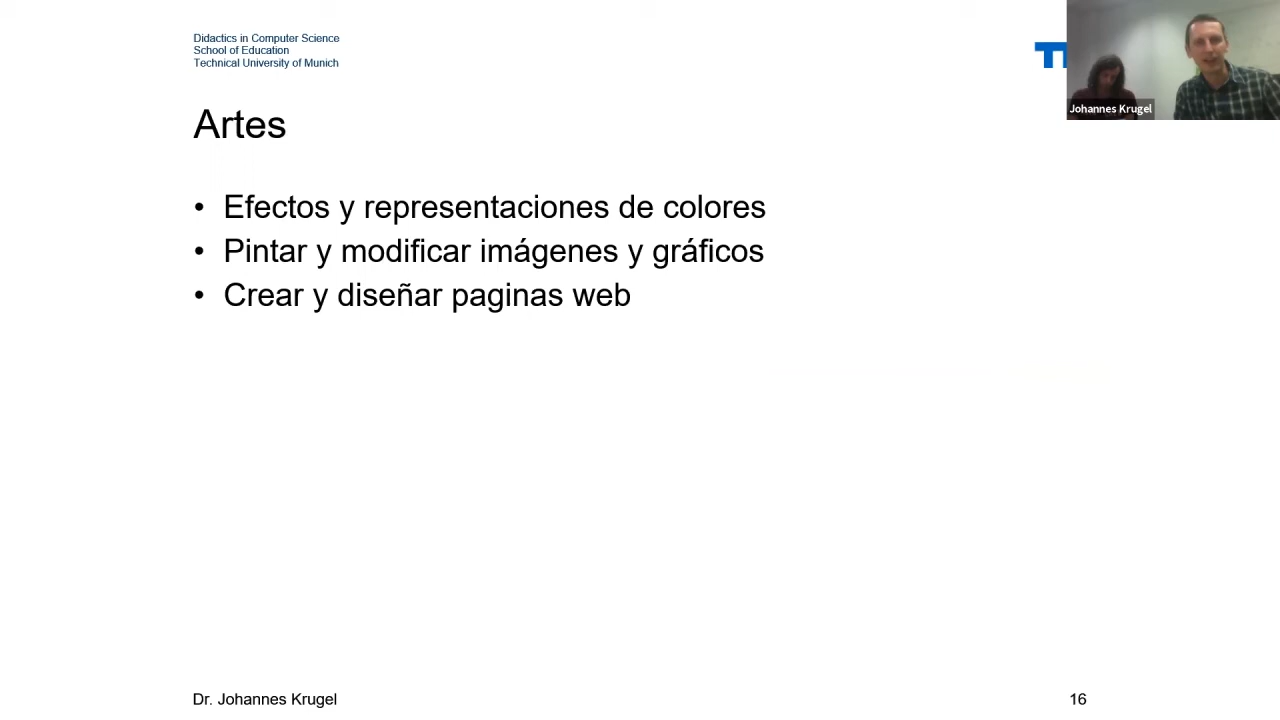 Didactics in Computer Science
School of Education
Technical University of Munich
Johannes Krugel
Artes
• Efectos y representaciones de colores
• Pintar y modificar imágenes y gráficos
• Crear y diseñar paginas web
Dr. Johannes Krugel
16